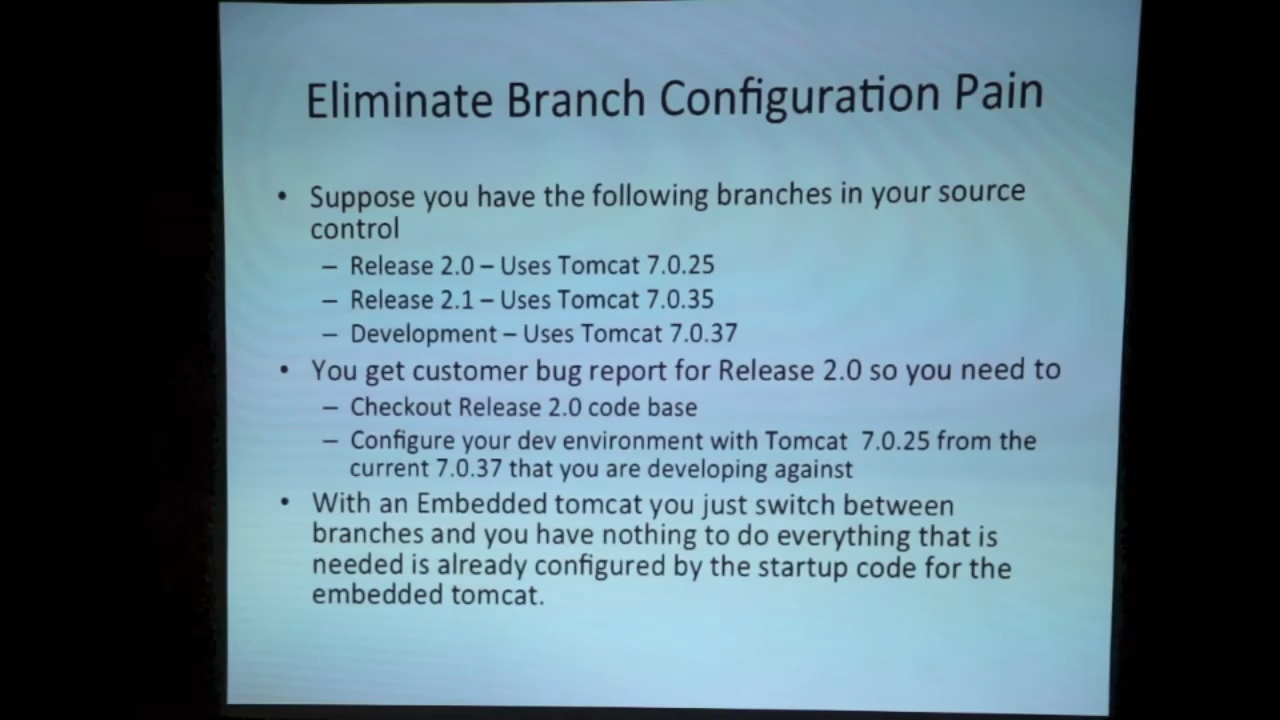 Eliminate Branch Configuration Pain
• Suppose you have the following branches in your source
control
– Release 2.0 – Uses Tomcat 7.0.25
– Release 2.1 – Uses Tomcat 7.0.35
– Development – Uses Tomcat 7.0.37
• You get customer bug report for Release 2.0 so you need to
– Checkout Release 2.0 code base
– Configure your dev environment with Tomcat 7.0.25 from the
current 7.0.37 that you are developing against
• With an Embedded tomcat you just switch between
branches and you have nothing to do everything that is
needed is already configured by the startup code for the
embedded tomcat.